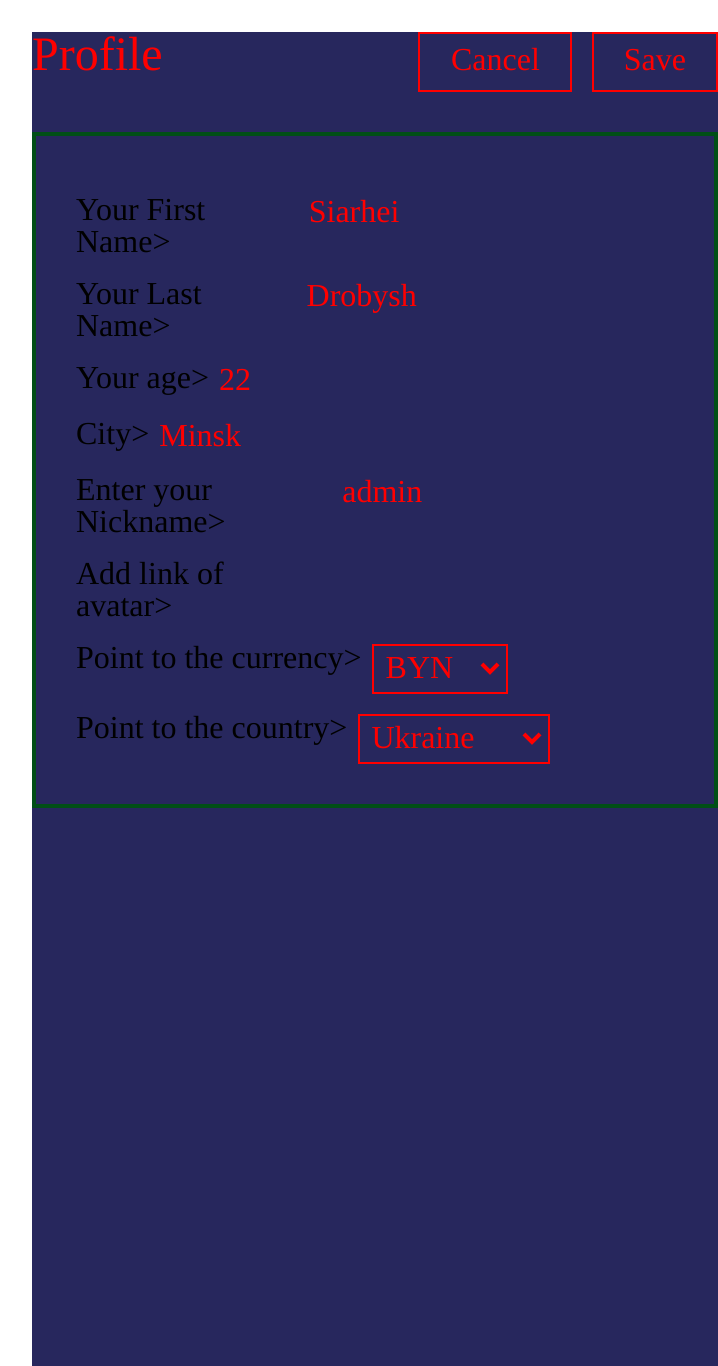 Profile
Cancel
Save
Your First
Name>
Siarhei
Your Last
Name>
Drobysh
Your age> 22
City> Minsk
Enter your
Nickname>
admin
Add link of
avatar>
Point to the currency> BYN
Point to the country> Ukraine